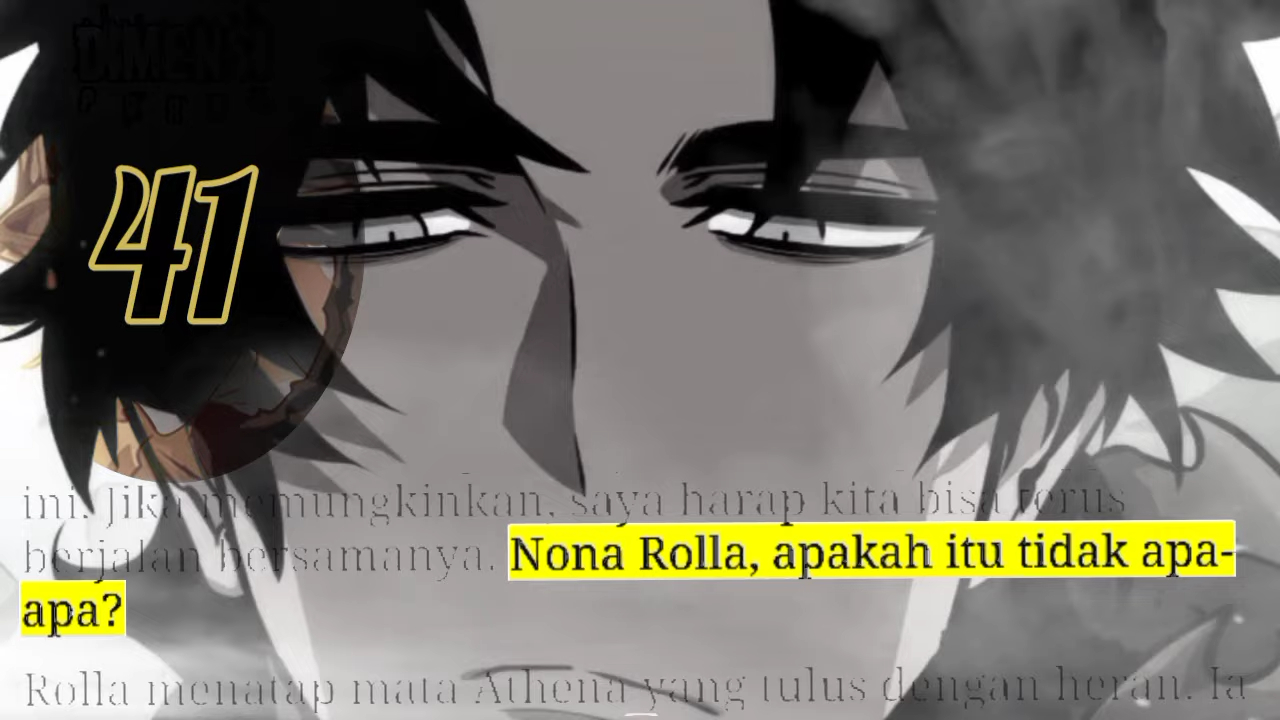 DIMENSI
41
ini. Jika memungkinkan, saya harap kita bisa terus
berjalan bersamanya. Nona Rolla, apakah itu tidak apa-
apa?
Rolla menatap mata Athena yang tulus dengan heran. Ia